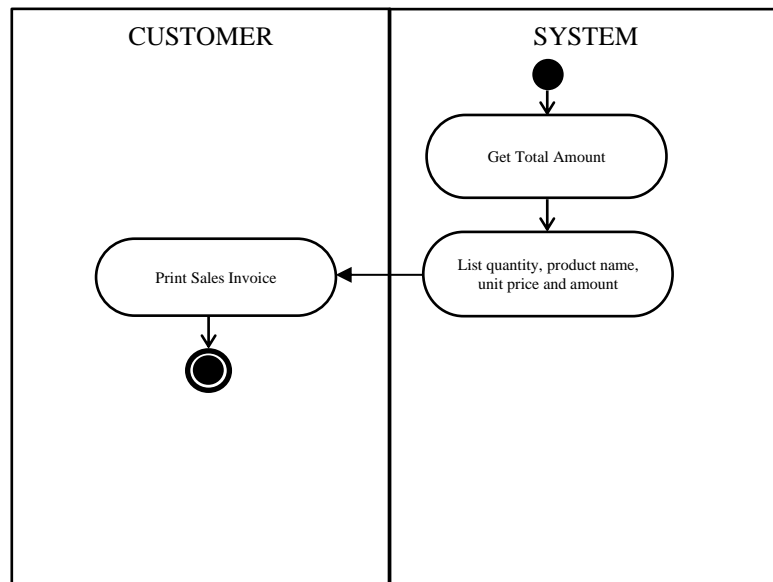 CUSTOMER
SYSTEM
Get Total Amount
List quantity, product name,
unit price and amount
Print Sales Invoice